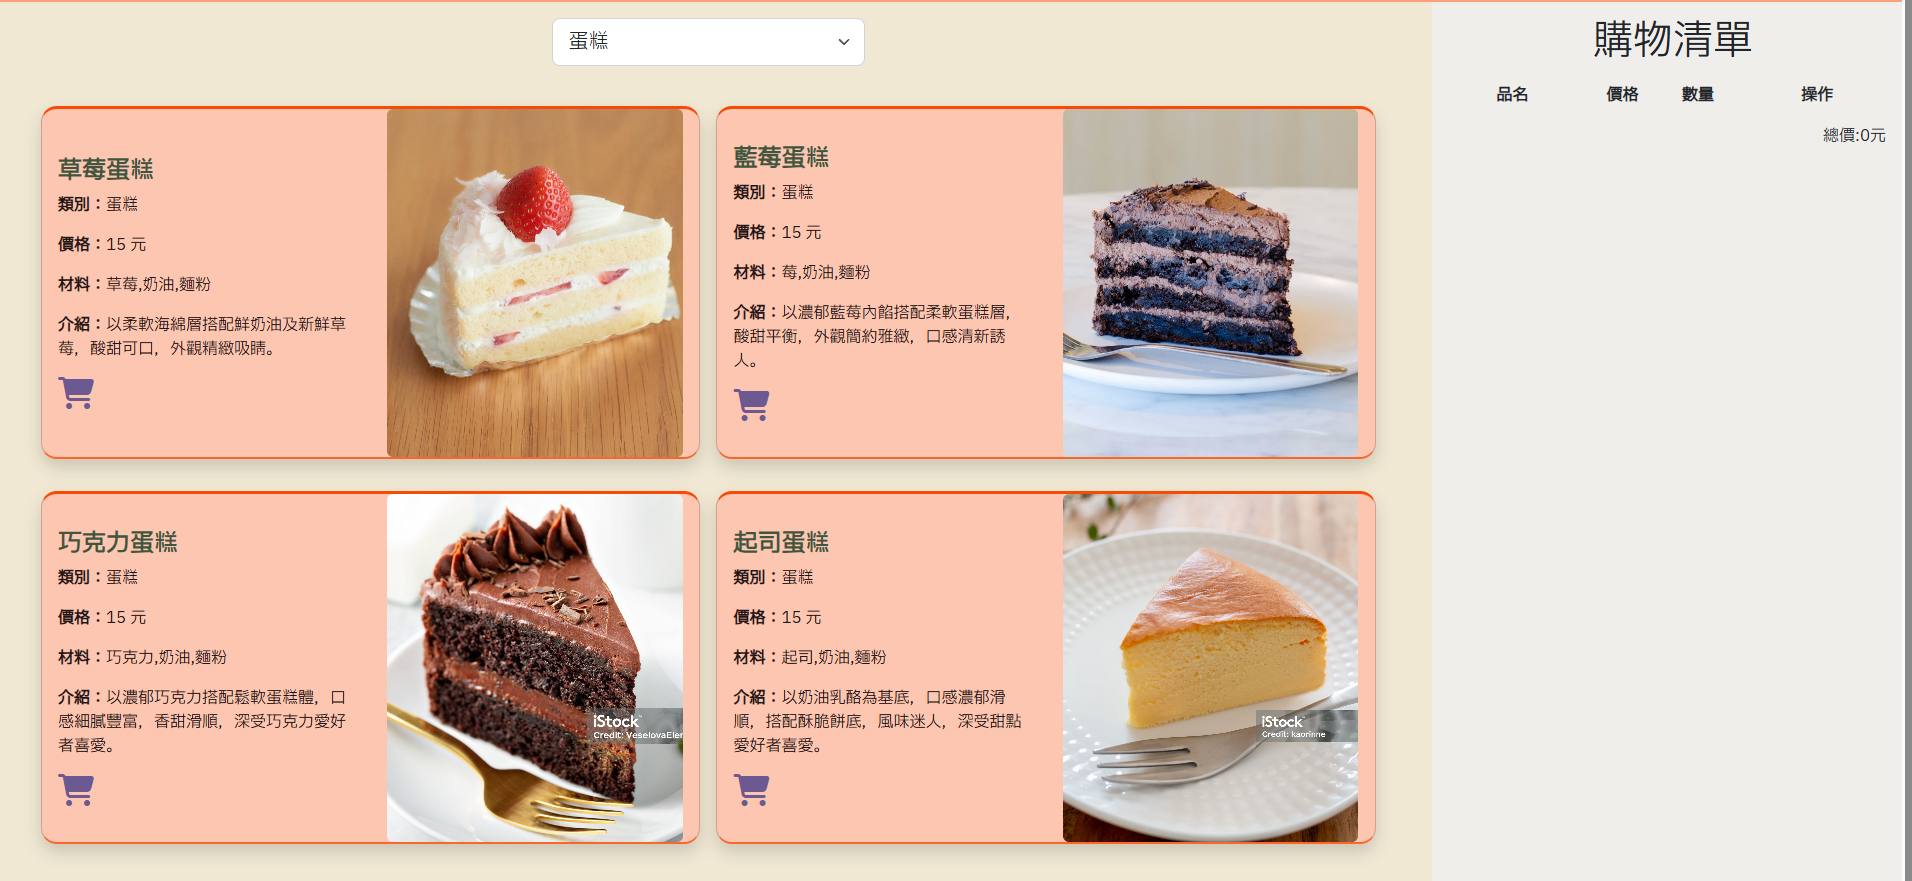 蛋糕
購物清單
品名 價格 數量 操作
總價:0元
草莓蛋糕
類別：蛋糕
價格：15 元
材料：草莓,奶油,麵粉
介紹：以柔軟海綿層搭配鮮奶油及新鮮草
莓，酸甜可口，外觀精緻吸睛。
藍莓蛋糕
類別：蛋糕
價格：15 元
材料：莓,奶油,麵粉
介紹：以濃郁藍莓內餡搭配柔軟蛋糕層，
酸甜平衡，外觀簡約雅緻，口感清新誘
人。
巧克力蛋糕
類別：蛋糕
價格：15 元
材料：巧克力,奶油,麵粉
介紹：以濃郁巧克力搭配鬆軟蛋糕體，口
感細膩豐富，香甜滑順，深受巧克力愛好
者喜愛。
iStock
Credit: VeselovaElen
起司蛋糕
類別：蛋糕
價格：15 元
材料：起司,奶油,麵粉
介紹：以奶油乳酪為基底，口感濃郁滑
順，搭配酥脆餅底，風味迷人，深受甜點
愛好者喜愛。
iStock
Credit: kaorinne